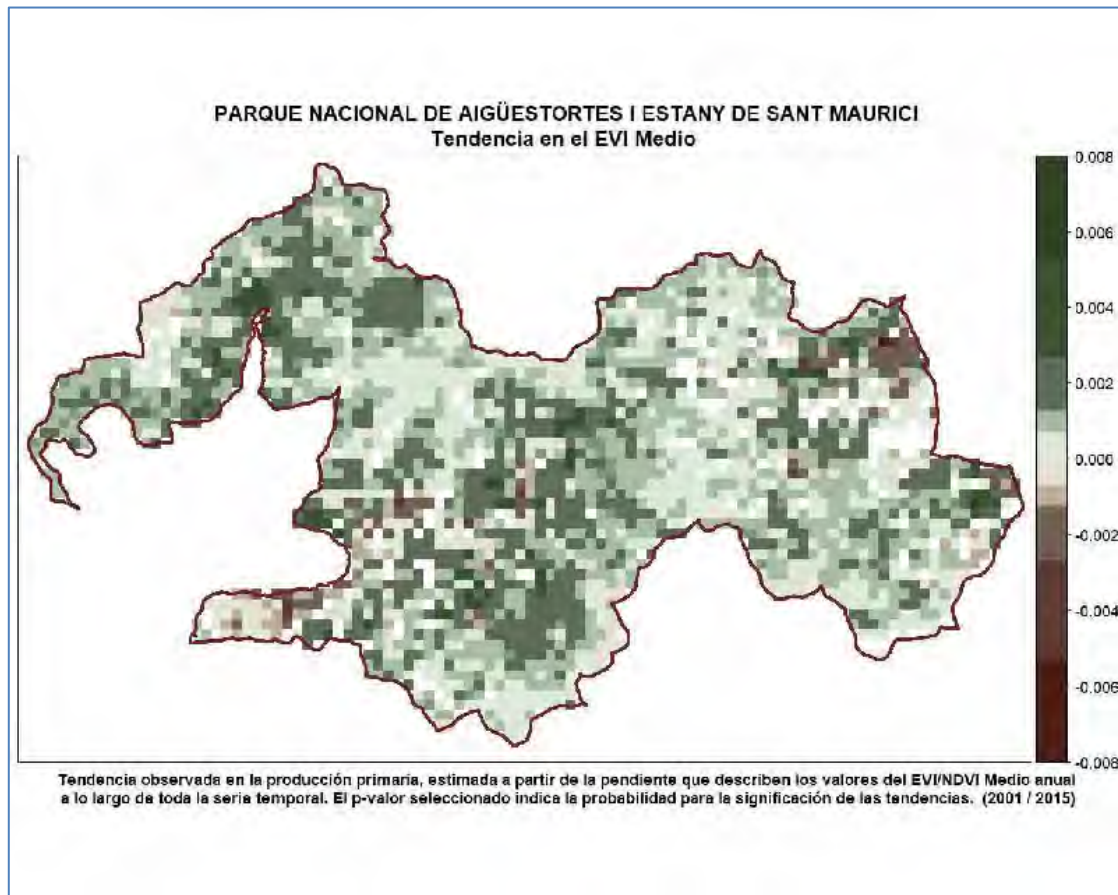 PARQUE NACIONAL DE AIGÜESTORTES I ESTANY DE SANT MAURICI
Tendencia en el EVI Medio
0.008
0.006
0.004
0.002
0.000
-0.002
-0.004
-0.006
-0.008
Tendencia observada en la producción primaria, estimada a partir de la pendiente que describen los valores del EVI/NDVI Medio anual
a lo largo de toda la serie temporal. El p-valor seleccionado indica la probabilidad para la significación de las tendencias. (2001 / 2015)